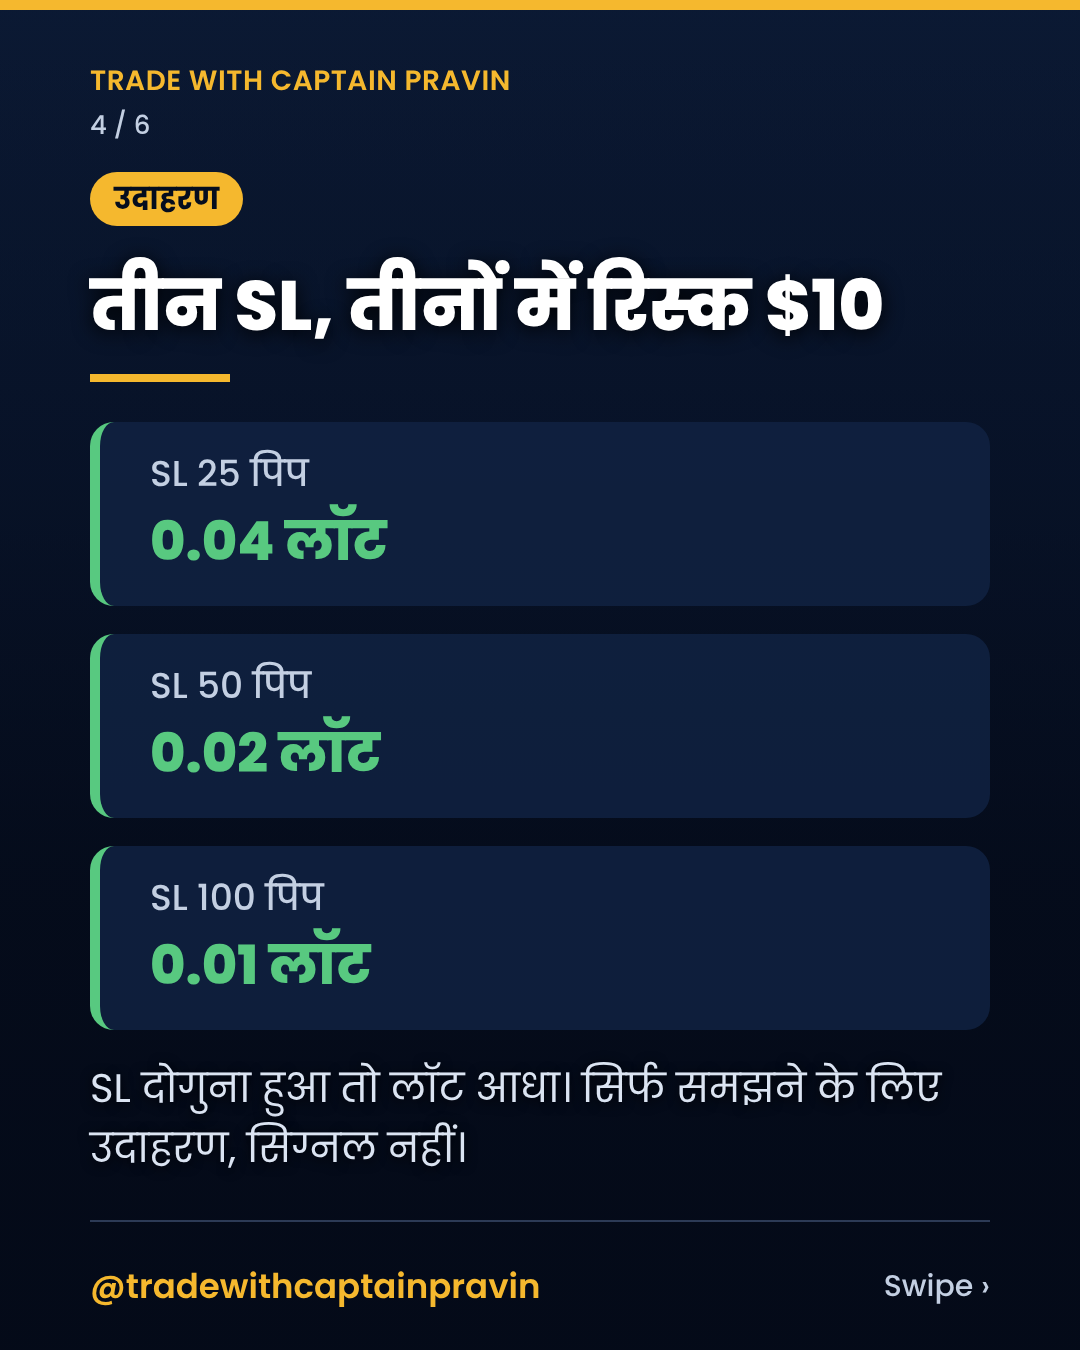 TRADE WITH CAPTAIN PRAVIN
4 / 6
उदाहरण
तीन SL, तीनों में रिस्क $10
SL 25 पिप
0.04 लॉट
SL 50 पिप
0.02 लॉट
SL 100 पिप
0.01 लॉट
SL दोगुना हुआ तो लॉट आधा। सिर्फ समझने के लिए
उदाहरण, सिग्नल नहीं।
@tradewithcaptainpravin
Swipe ›